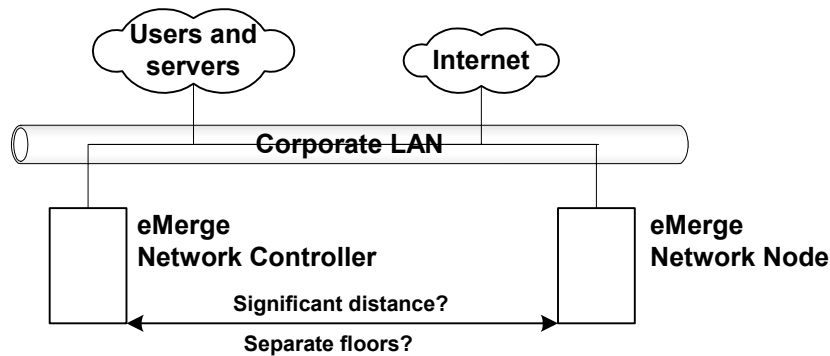 Users and
servers
Internet
Corporate LAN
eMerge
Network Controller
eMerge
Network Node
Significant distance?
Separate floors?